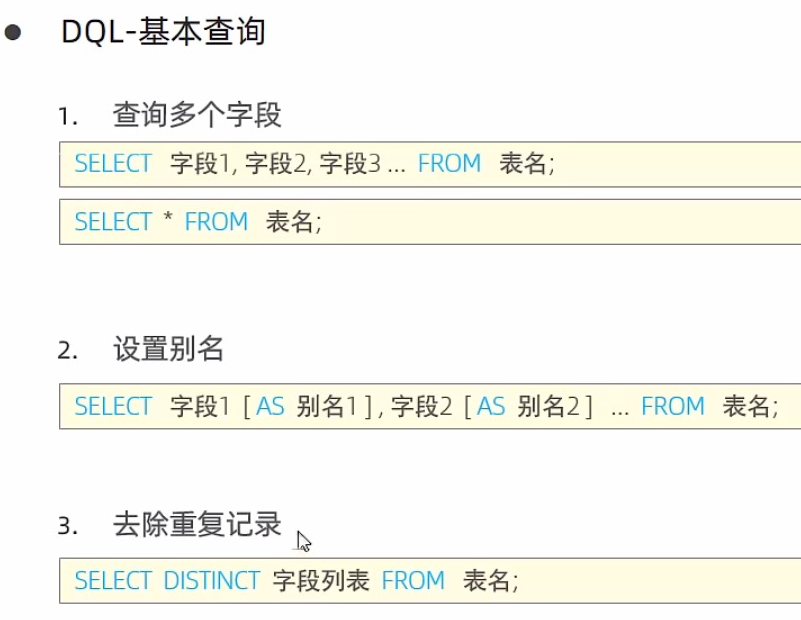 ● DQL-基本查询
1. 查询多个字段
SELECT 字段1, 字段2, 字段3 ... FROM 表名;
SELECT * FROM 表名;
2. 设置别名
SELECT 字段1 [ AS 别名1 ] , 字段2 [ AS 别名2 ] ... FROM 表名;
3. 去除重复记录
SELECT DISTINCT 字段列表 FROM 表名;